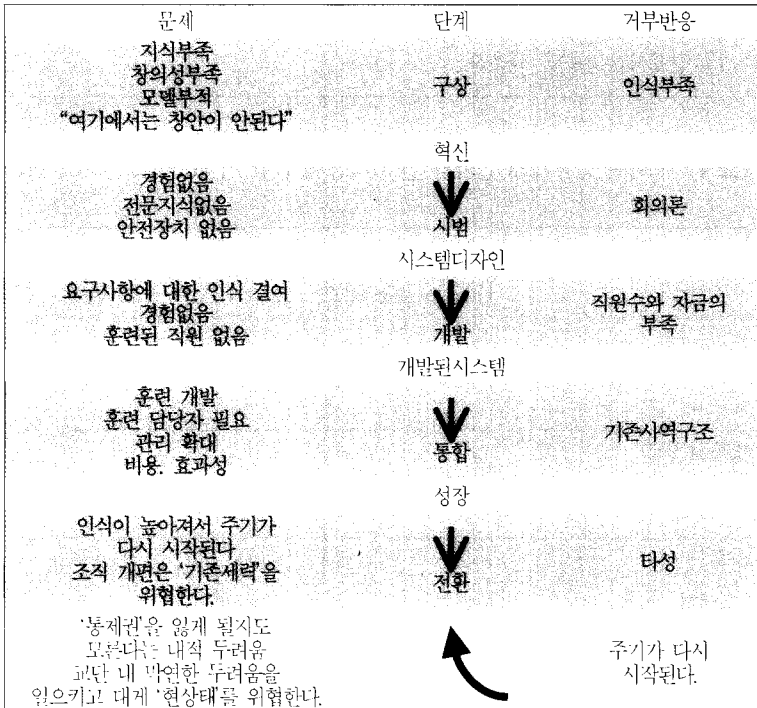 문제
단계
거부반응
지식부족
창의성부족
모델부적
“여기에서는 창안이 안된다”
구상
인식부족
혁신
경험없음
전문지식없음
안전장치 없음
시범
회의론
시스템디자인
요구사항에 대한 인식 결여
경험없음
훈련된 직원 없음
개발
직원수와 자금의
부족
개발된시스템
훈련 개발
훈련 담당자 필요
관리 확대
비용. 효과성
통합
기존사역구조
성장
인식이 높아져서 주기가
다시 시작된다
조직 개편은 ‘기존세력’을
위협한다.
전환
타성
‘통제권’을 잃게 될지도
모른다는 내적 두려움
교단 내 막연한 두려움을
일으키고 대게 ‘현상태’를 위협한다.
주기가 다시
시작된다.